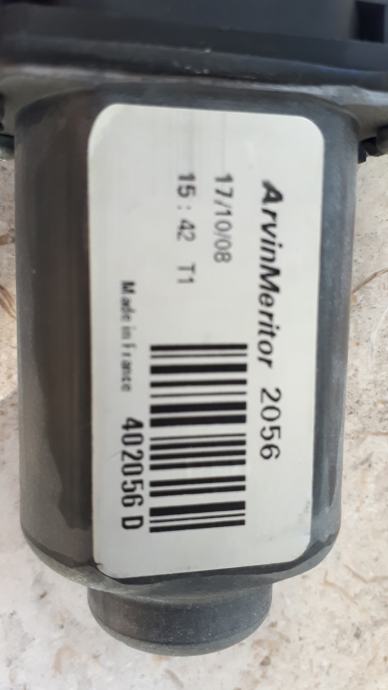 ArvinMeritor 2056
17/10/08
15 : 42 T1
Made in France 402056 D